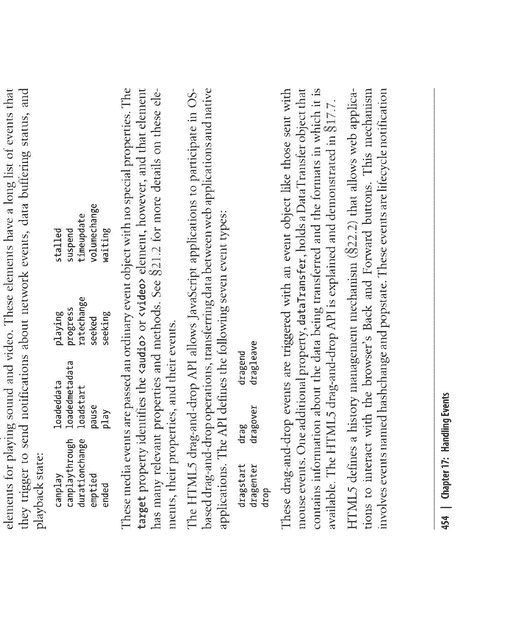 elements for playing sound and video. These elements have a long list of events that
they trigger to send notifications about network events, data buffering status, and
playback state:
canplay loadeddata playing stalled
canplaythrough loadedmetadata progress suspend
durationchange loadstart ratechange timeupdate
emptied pause seeked volumechange
ended play seeking waiting
These media events are passed an ordinary event object with no special properties. The
target property identifies the <audio> or <video> element, however, and that element
has many relevant properties and methods. See §21.2 for more details on these ele-
ments, their properties, and their events.
The HTML5 drag-and-drop API allows JavaScript applications to participate in OS-
based drag-and-drop operations, transferring data between web applications and native
applications. The API defines the following seven event types:
dragstart drag dragend
dragenter dragover dragleave
drop
These drag-and-drop events are triggered with an event object like those sent with
mouse events. One additional property, dataTransfer, holds a DataTransfer object that
contains information about the data being transferred and the formats in which it is
available. The HTML5 drag-and-drop API is explained and demonstrated in §17.7.
HTML5 defines a history management mechanism (§22.2) that allows web applica-
tions to interact with the browser's Back and Forward buttons. This mechanism
involves events named hashchange and popstate. These events are lifecycle notification
454 | Chapter 17: Handling Events